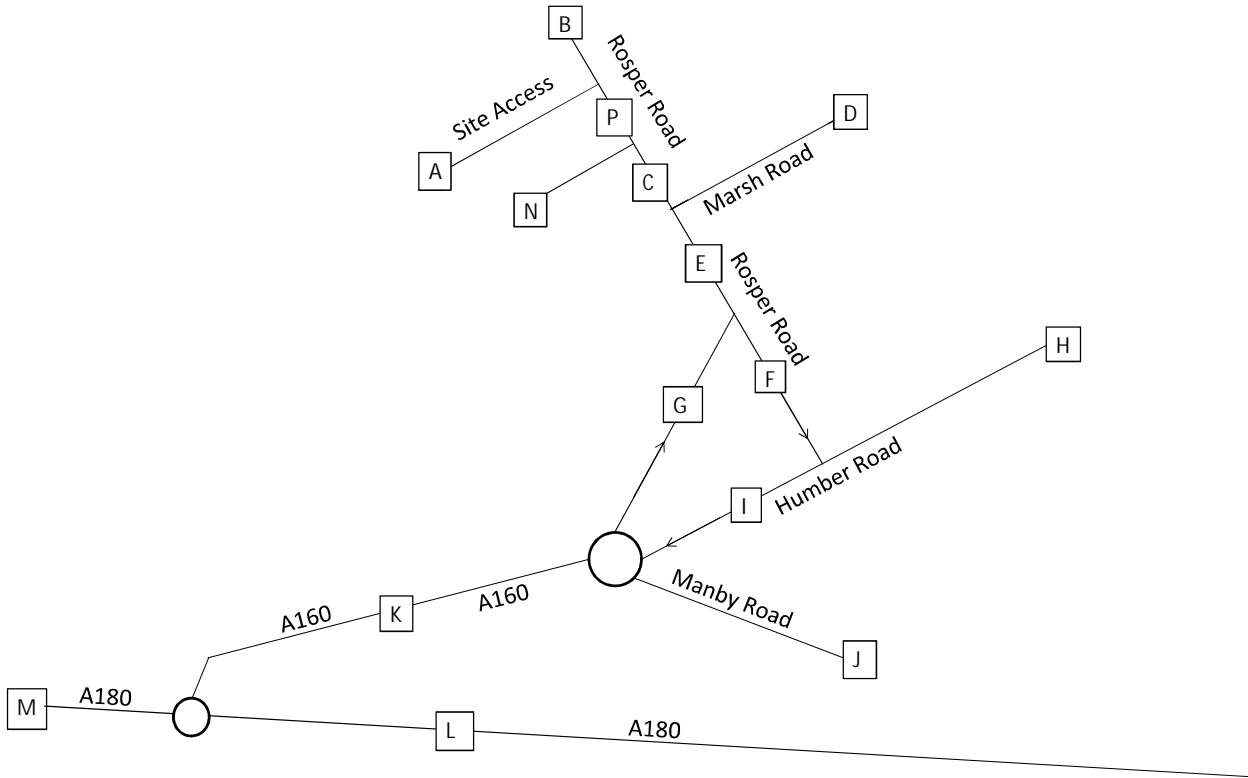 B
Rosper Road
Site Access
P
D
A
C
Marsh Road
N
E
Rosper Road
H
F
G
Humber Road
I
Manby Road
A160
K
A160
J
M
A180
L
A180